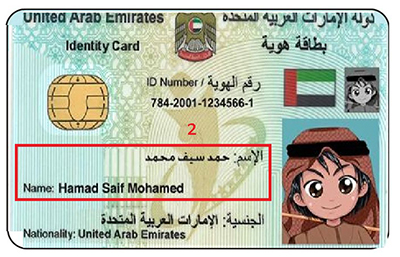 United Arab Emirates دولة الإمارات العربية المتحدة
Identity Card بطاقة هوية
ID Number / رقم الهوية
784-2001-1234566-1
2
الإسم: حمد سيف محمد
Name: Hamad Saif Mohamed
الجنسية: الإمارات العربية المتحدة
Nationality: United Arab Emirates